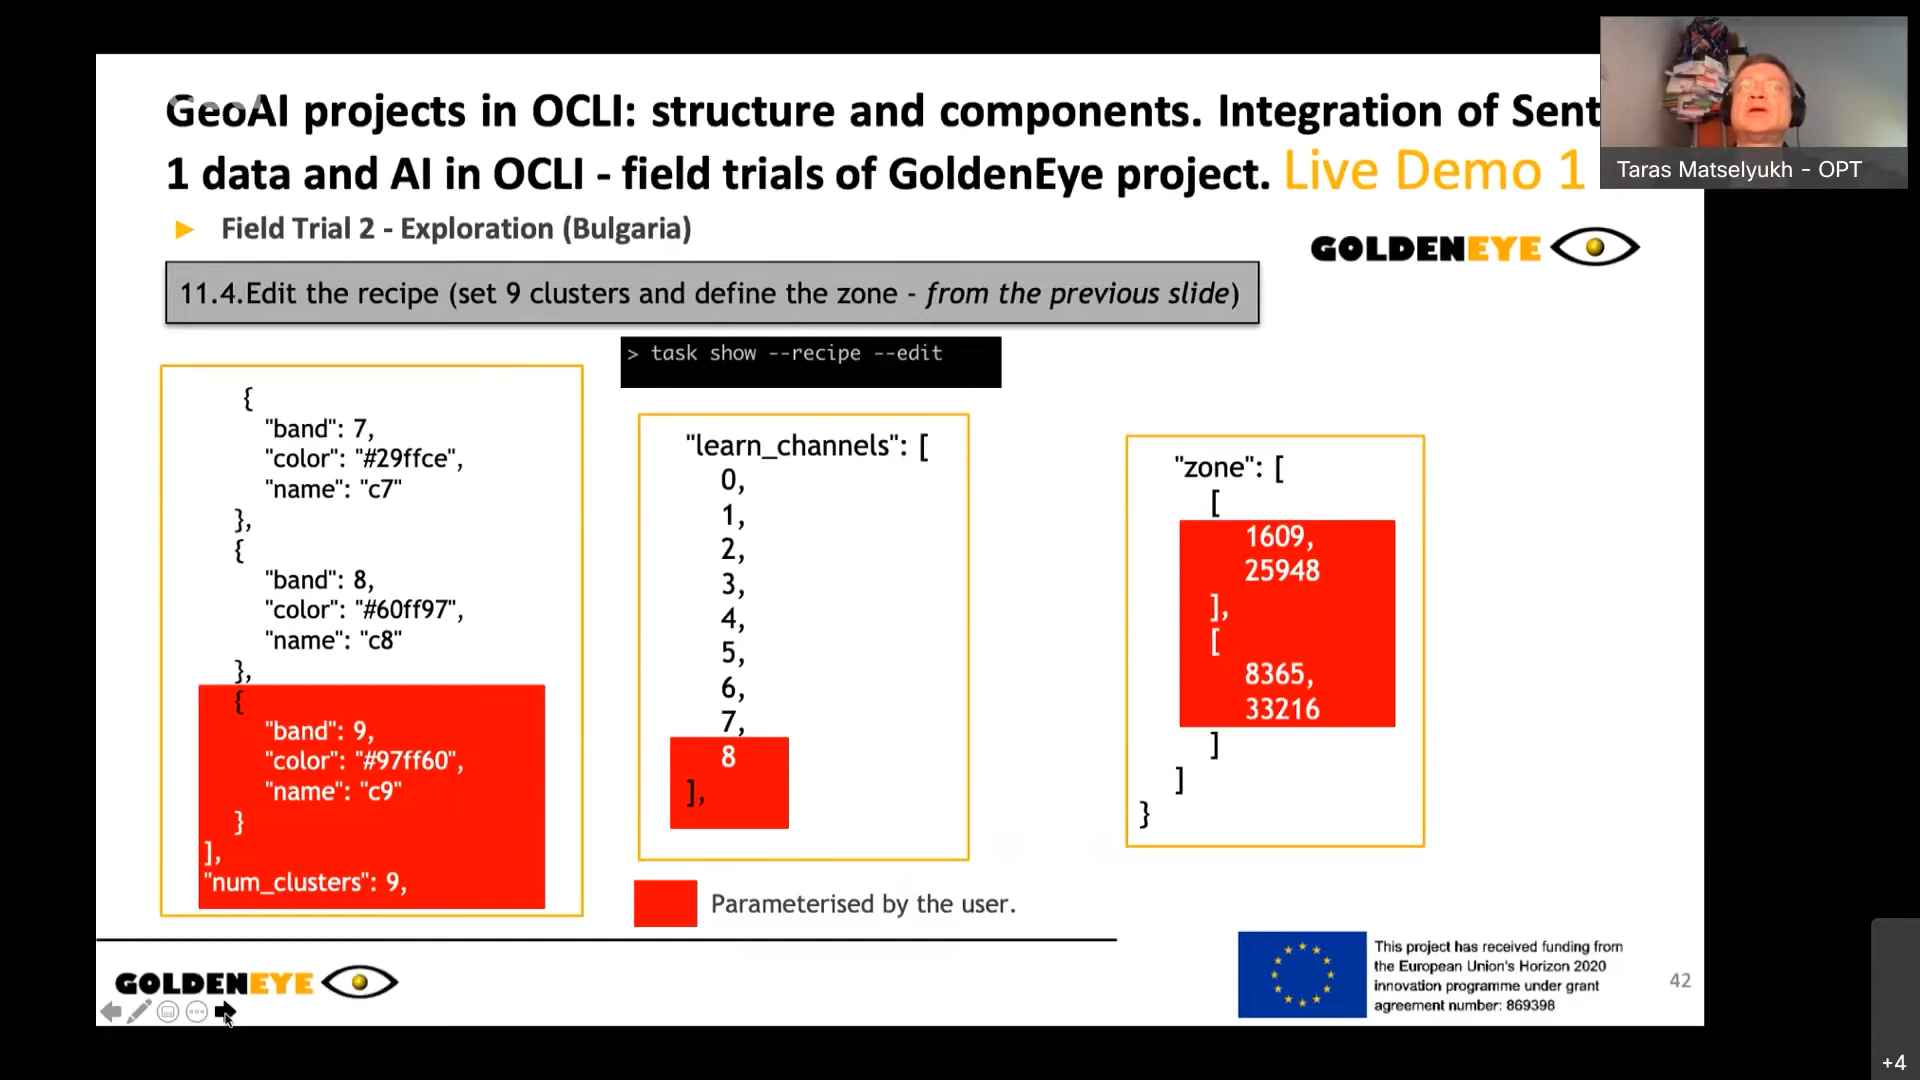 GeoAI projects in OCLI: structure and components. Integration of Sent
1 data and AI in OCLI - field trials of GoldenEye project. Live Demo 1
Taras Matselyukh - OPT
► Field Trial 2 - Exploration (Bulgaria)
GOLDENEYE
11.4.Edit the recipe (set 9 clusters and define the zone - from the previous slide)
> task show --recipe --edit
{
"band": 7,
"color": "#29ffce",
"name": "c7"
},
{
"band": 8,
"color": "#60ff97",
"name": "c8"
},
{
"band": 9,
"color": "#97ff60",
"name": "c9"
}
],
"num_clusters": 9,
"learn_channels": [
0,
1,
2,
3,
4,
5,
6,
7,
8
],
"zone": [
[
1609,
25948
],
[
8365,
33216
]
]
}
Parameterised by the user.
GOLDENEYE
This project has received funding from
the European Union's Horizon 2020
innovation programme under grant
agreement number: 869398
42
+4